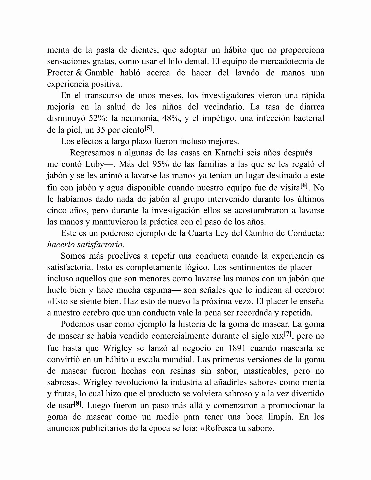 menta de la pasta de dientes, que adoptar un hábito que no proporciona
sensaciones gratas, como usar el hilo dental. El equipo de mercadotecnia de
Procter & Gamble habló acerca de hacer del lavado de manos una
experiencia positiva.
En el transcurso de unos meses, los investigadores vieron una rápida
mejoría en la salud de los niños del vecindario. La tasa de diarrea
disminuyó 52%; la neumonía, 48%, y el impétigo, una infección bacterial
de la piel, un 35 por ciento[5].
Los efectos a largo plazo fueron incluso mejores.
Regresamos a algunas de las casas en Karachi seis años después
me contó Luby—. Más del 95% de las familias a las que se les regaló el
jabón y se les animó a lavarse las manos ya tenían un lugar destinado a este
fin con jabón y agua disponible cuando nuestro equipo fue de visita[6]. No
le habíamos dado nada de jabón al grupo intervenido durante los últimos
cinco años, pero durante la investigación ellos se acostumbraron a lavarse
las manos y mantuvieron la práctica con el paso de los años.
Este es un poderoso ejemplo de la Cuarta Ley del Cambio de Conducta:
hacerlo satisfactorio.
Somos más proclives a repetir una conducta cuando la experiencia es
satisfactoria. Esto es completamente lógico. Los sentimientos de placer
incluso aquellos que son menores como lavarse las manos con un jabón que
huele bien y hace mucha espuma— son señales que le indican al cerebro:
«Esto se siente bien. Haz esto de nuevo la próxima vez». El placer le enseña
a nuestro cerebro que una conducta vale la pena ser recordada y repetida.
Podemos usar como ejemplo la historia de la goma de mascar. La goma
de mascar se había vendido comercialmente durante el siglo XIX[7], pero no
fue hasta que Wrigley se lanzó al negocio en 1891 cuando mascarla se
convirtió en un hábito a escala mundial. Las primeras versiones de la goma
de mascar fueron hechas con resinas sin sabor, masticables, pero no
sabrosas. Wrigley revolucionó la industria al añadirles sabores como menta
y frutas, lo cual hizo que el producto se volviera sabroso y a la vez divertido
de usar[8]. Luego fueron un paso más allá y comenzaron a promocionar la
goma de mascar como un medio para tener una boca limpia. En los
anuncios publicitarios de la época se leía: «Refresca tu sabor».